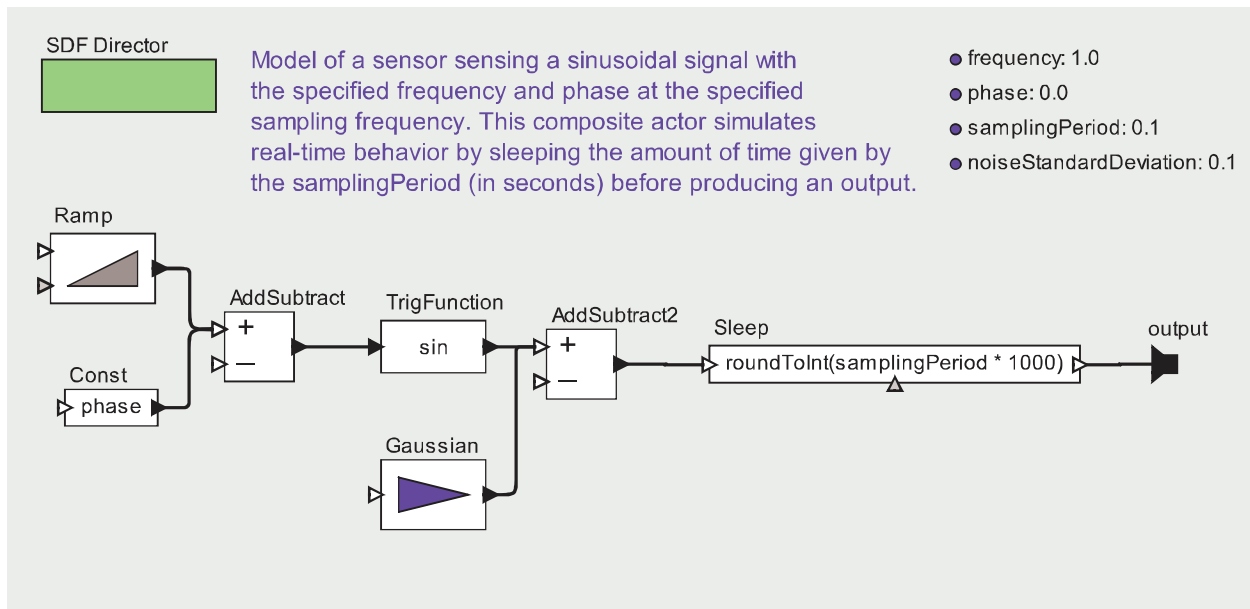 SDF Director
Model of a sensor sensing a sinusoidal signal with
the specified frequency and phase at the specified
sampling frequency. This composite actor simulates
real-time behavior by sleeping the amount of time given by
the samplingPeriod (in seconds) before producing an output.
frequency: 1.0
phase: 0.0
samplingPeriod: 0.1
noiseStandardDeviation: 0.1
Ramp
AddSubtract
+
−
Const
phase
TrigFunction
sin
Gaussian
AddSubtract2
+
−
Sleep
roundToInt(samplingPeriod * 1000)
output